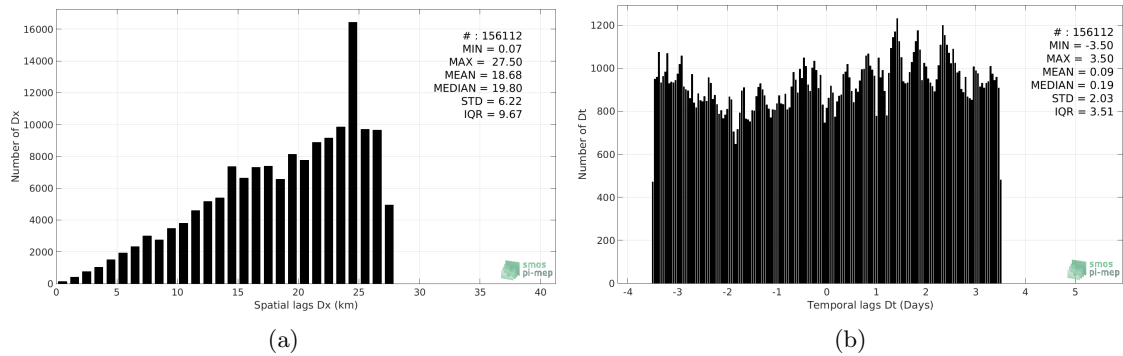 16000
14000
12000
10000
8000
6000
4000
2000
0
Number of Dx
# : 156112
MIN = 0.07
MAX = 27.50
MEAN = 18.68
MEDIAN = 19.80
STD = 6.22
IQR = 9.67
smos
pi-mep
0 5 10 15 20 25 30 35 40
Spatial lags Dx (km)
(a)
1200
1000
800
600
400
200
0
Number of Dt
# : 156112
MIN = -3.50
MAX = 3.50
MEAN = 0.09
MEDIAN = 0.19
STD = 2.03
IQR = 3.51
smos
pi-mep
-4 -3 -2 -1 0 1 2 3 4 5
Temporal lags Dt (Days)
(b)